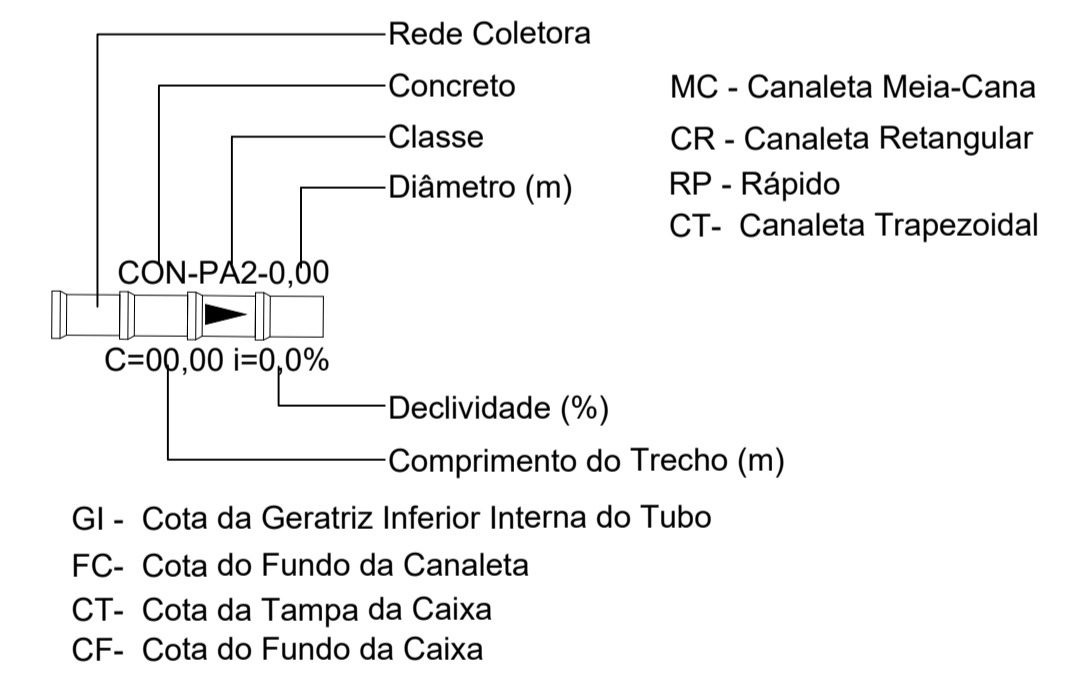 Rede Coletora
Concreto
Classe
Diâmetro (m)
MC - Canaleta Meia-Cana
CR - Canaleta Retangular
RP - Rápido
CT- Canaleta Trapezoidal
CON-PA2-0,00
C=00,00 i=0,0%
Declividade (%)
Comprimento do Trecho (m)
GI - Cota da Geratriz Inferior Interna do Tubo
FC- Cota do Fundo da Canaleta
CT- Cota da Tampa da Caixa
CF- Cota do Fundo da Caixa